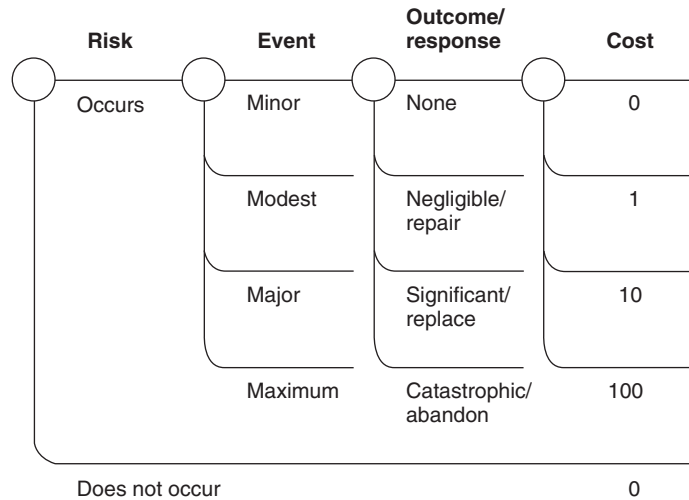 Risk Event Outcome/ Cost
response
Occurs Minor None 0
Modest Negligible/ 1
repair
Major Significant/ 10
replace
Maximum Catastrophic/ 100
abandon
Does not occur 0